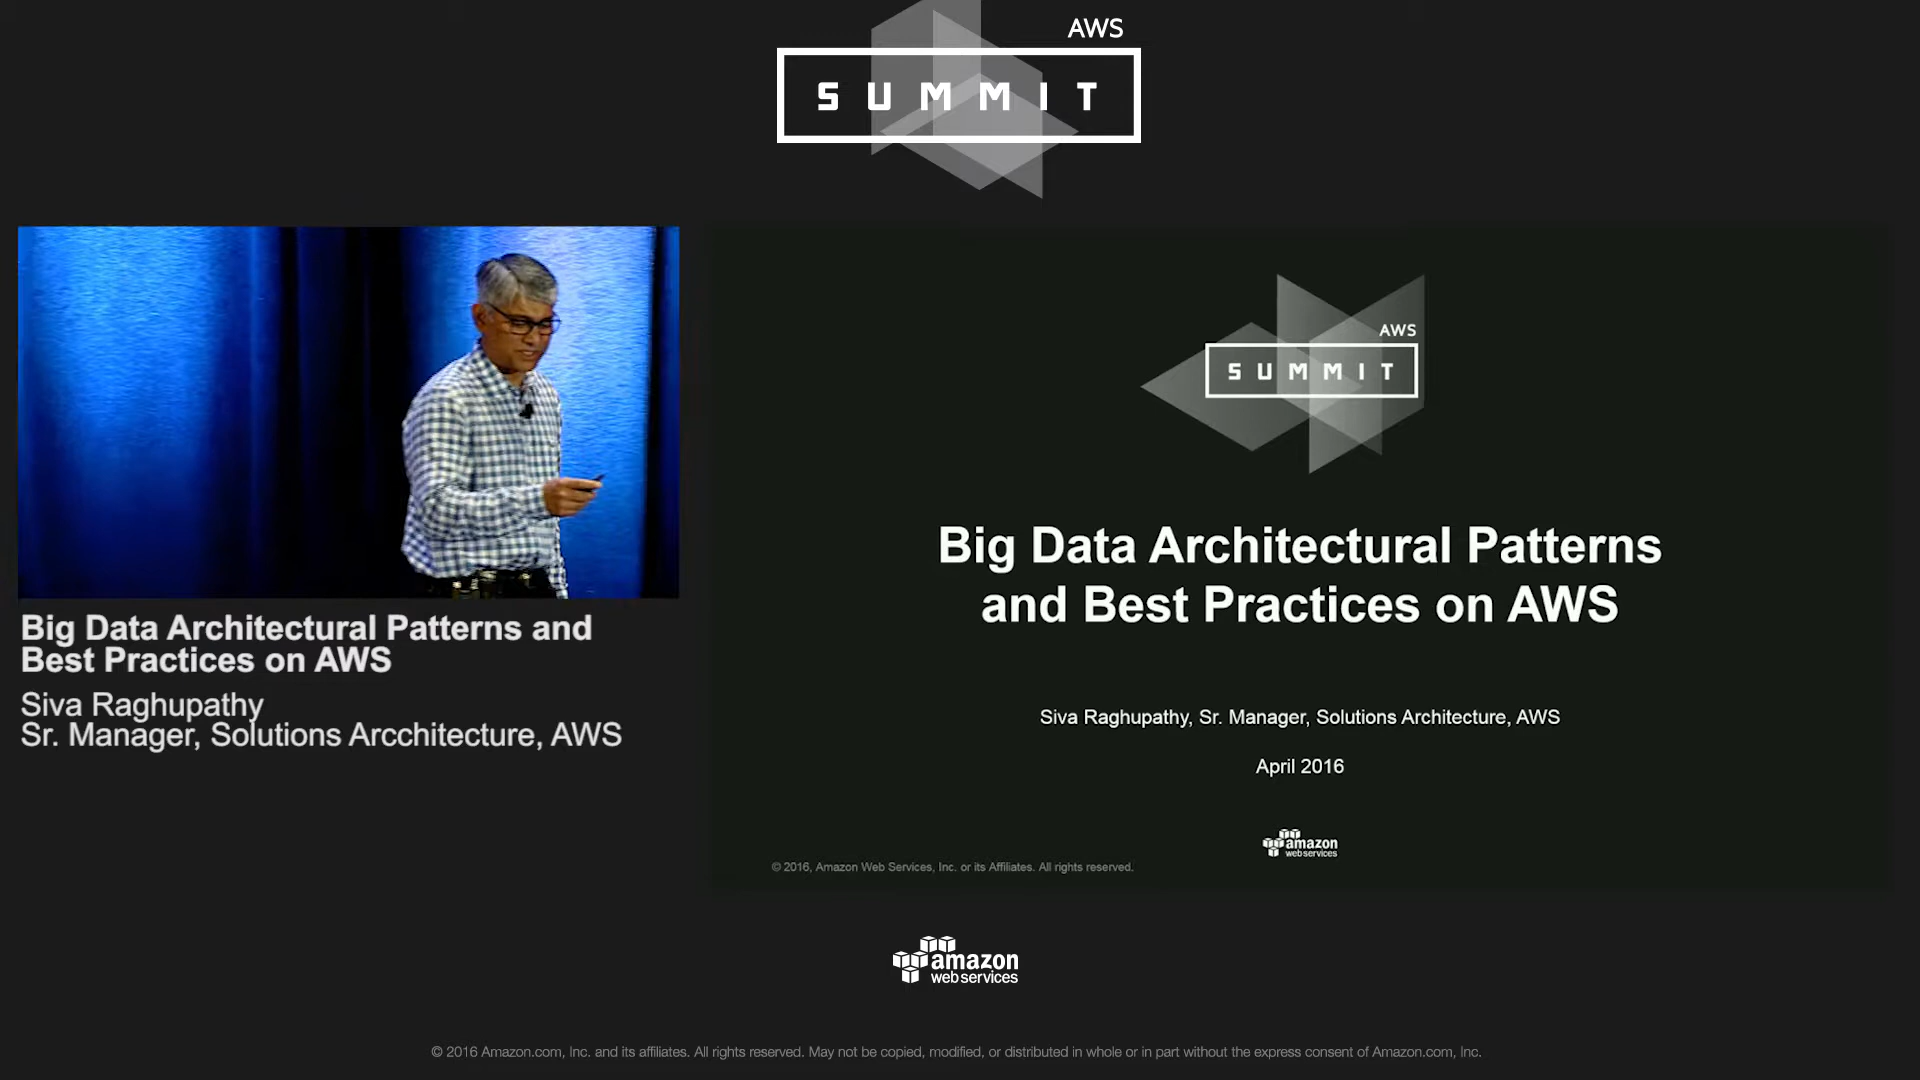 AWS
SUMMIT
AWS
SUMMIT
Big Data Architectural Patterns
and Best Practices on AWS
Siva Raghupathy, Sr. Manager, Solutions Architecture, AWS
April 2016
amazon
web services
© 2016, Amazon Web Services, Inc. or its Affiliates. All rights reserved.
Big Data Architectural Patterns and
Best Practices on AWS
Siva Raghupathy
Sr. Manager, Solutions Arcchitecture, AWS
amazon
web services
© 2016 Amazon.com, Inc. and its affiliates. All rights reserved. May not be copied, modified, or distributed in whole or in part without the express consent of Amazon.com, Inc.